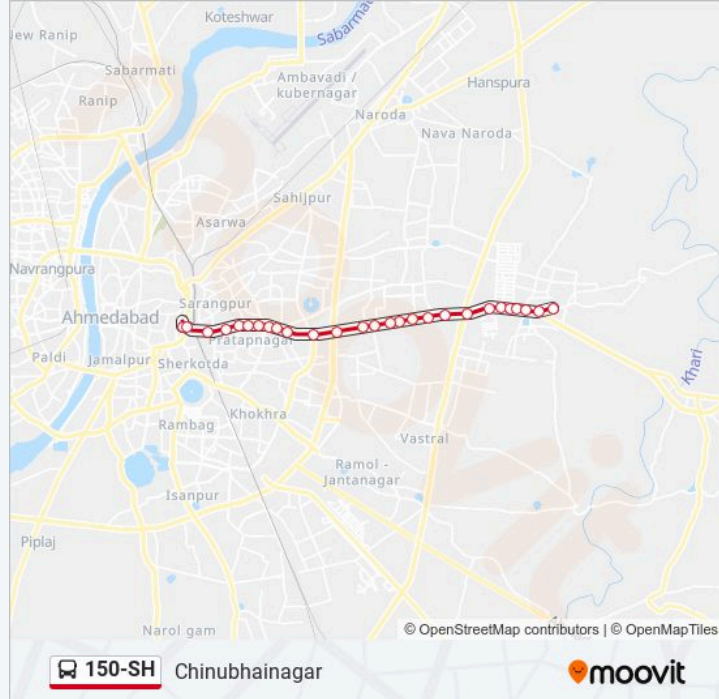 Koteshwar
New Ranip
Sabarmati
Sabarmati
Ambavadi /
kubernagar
Hanspura
Ranip
Naroda
Nava Naroda
Sahijpur
Asarwa
Navrangpura
Sarangpur
Ahmedabad
Pratapnagar
Paldi
Jamalpur
Sherkotda
Khari
Khokhra
Rambag
Vastral
Ramol -
Jantanagar
Isanpur
Piplaj
Narol gam
© OpenStreetMap contributors | © OpenMapTiles
150-SH
Chinubhainagar
moovit